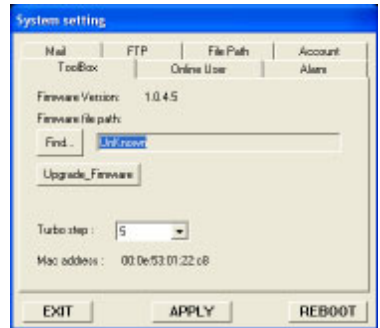 System setting
Mail FTP File Path Account
ToolBox Online User Alarm
Firmware Version: 1.0.4.5
Firmware file path:
Find... UnKnown
Upgrade_Firmware
Turbo step : 5
Mac address : 00:0e:53:01:22:c8
EXIT APPLY REBOOT